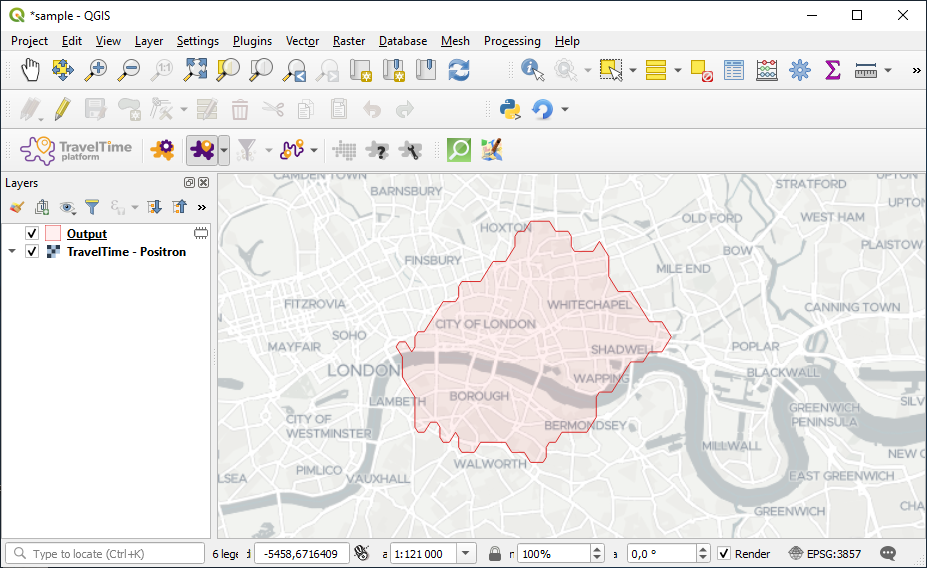 *sample - QGIS
Project Edit View Layer Settings Plugins Vector Raster Database Mesh Processing Help
1:1
»
TravelTime
platform
Layers
»
Output
TravelTime - Positron
CAMDEN TOWN
BARNSBURY
STRATFORD
UPTON
OLD FORD
WEST HAM
UPTO
HOXTON
BOW
PLAISTOW
FINSBURY
MILE END
FITZROVIA
WHITECHAPEL
CANNING TOWN
CITY OF LONDON
SOHO
MAYFAIR
SHADWELL
POPLAR
LONDON
WAPPING
BLACKWALL
LAMBETH
BOROUGH
SILV
CITY OF
WESTMINSTER
GREENWICH
PENINSULA
BERMONDSEY
MILLWALL
NEW C
PIMLICO
WALWORTH
LSEA
VAUXHALL
EAST GREENWICH
CHA
GREENWICH
Type to locate (Ctrl+K) 6 lege d -5458,6716409 a 1:121 000 100% a 0,0 ° Render EPSG:3857